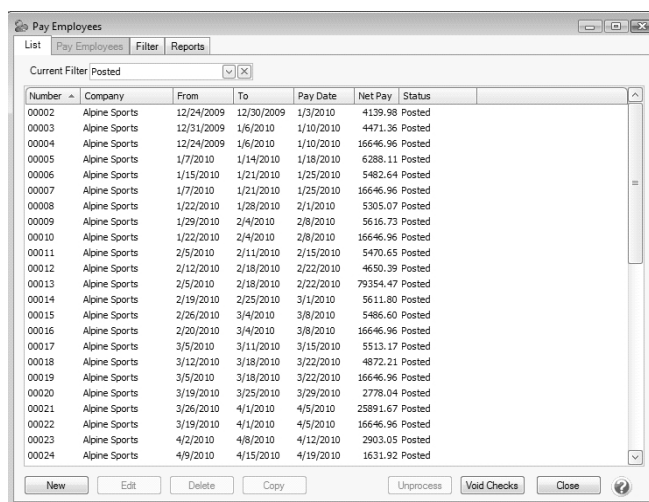 Pay Employees
List Pay Employees Filter Reports
Current Filter Posted
Number Company From To Pay Date Net Pay Status
00002 Alpine Sports 12/24/2009 12/30/2009 1/3/2010 4139.98 Posted
00003 Alpine Sports 12/31/2009 1/6/2010 1/10/2010 4471.36 Posted
00004 Alpine Sports 12/24/2009 1/6/2010 1/10/2010 16646.96 Posted
00005 Alpine Sports 1/7/2010 1/14/2010 1/18/2010 6288.11 Posted
00006 Alpine Sports 1/15/2010 1/21/2010 1/25/2010 5482.64 Posted
00007 Alpine Sports 1/7/2010 1/21/2010 1/25/2010 16646.96 Posted
00008 Alpine Sports 1/22/2010 1/28/2010 2/1/2010 5305.07 Posted
00009 Alpine Sports 1/29/2010 2/4/2010 2/8/2010 5616.73 Posted
00010 Alpine Sports 1/22/2010 2/4/2010 2/8/2010 16646.96 Posted
00011 Alpine Sports 2/5/2010 2/11/2010 2/15/2010 5470.65 Posted
00012 Alpine Sports 2/12/2010 2/18/2010 2/22/2010 4650.39 Posted
00013 Alpine Sports 2/5/2010 2/18/2010 2/22/2010 79354.47 Posted
00014 Alpine Sports 2/19/2010 2/25/2010 3/1/2010 5611.80 Posted
00015 Alpine Sports 2/26/2010 3/4/2010 3/8/2010 5486.60 Posted
00016 Alpine Sports 2/20/2010 3/4/2010 3/8/2010 16646.96 Posted
00017 Alpine Sports 3/5/2010 3/11/2010 3/15/2010 5513.17 Posted
00018 Alpine Sports 3/12/2010 3/18/2010 3/22/2010 4872.21 Posted
00019 Alpine Sports 3/5/2010 3/18/2010 3/22/2010 16646.96 Posted
00020 Alpine Sports 3/19/2010 3/25/2010 3/29/2010 2778.04 Posted
00021 Alpine Sports 3/26/2010 4/1/2010 4/5/2010 25891.67 Posted
00022 Alpine Sports 3/19/2010 4/1/2010 4/5/2010 16646.96 Posted
00023 Alpine Sports 4/2/2010 4/8/2010 4/12/2010 2903.05 Posted
00024 Alpine Sports 4/9/2010 4/15/2010 4/19/2010 1631.92 Posted
New Edit Delete Copy Unprocess Void Checks Close ?